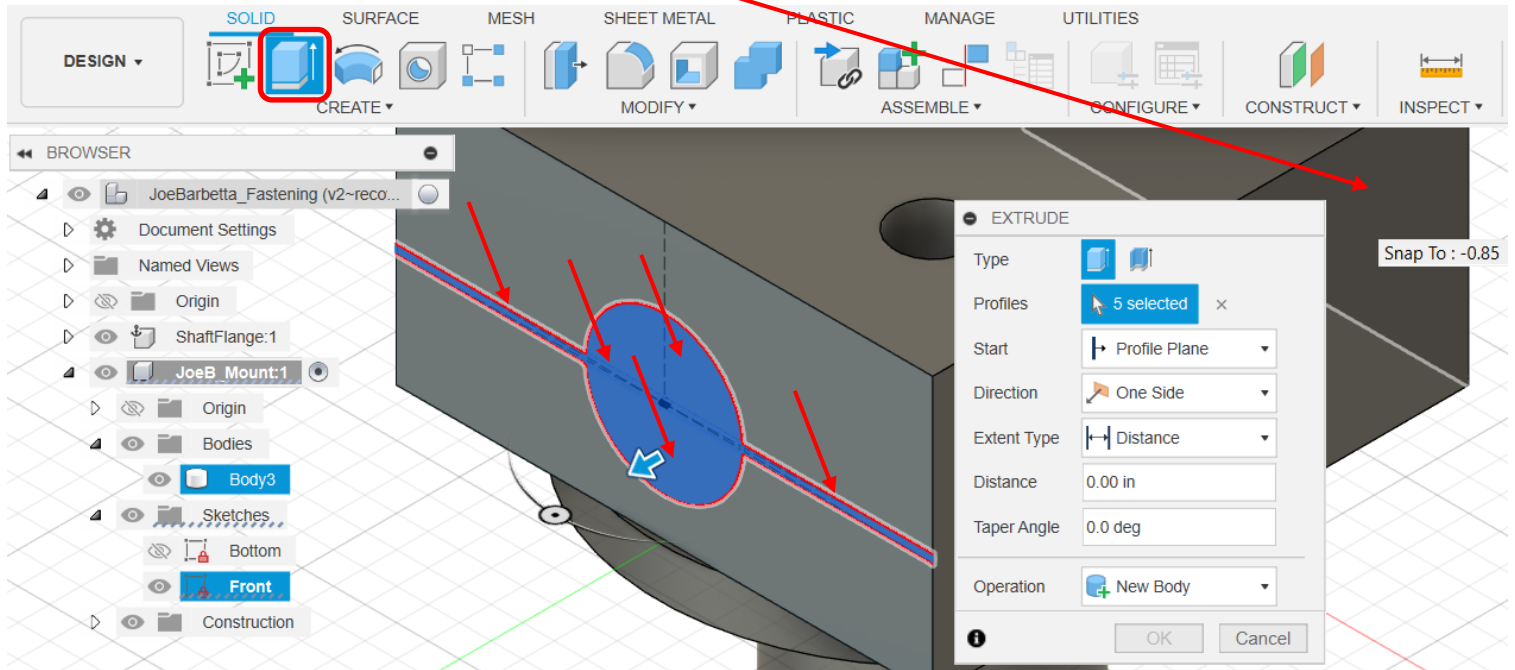 SOLID SURFACE MESH SHEET METAL PLASTIC MANAGE UTILITIES
DESIGN ▾
CREATE ▾ MODIFY ▾ ASSEMBLE ▾ CONFIGURE ▾ CONSTRUCT ▾ INSPECT ▾
BROWSER
JoeBarbetta_Fastening (v2~reco...
Document Settings
Named Views
Origin
ShaftFlange:1
JoeB_Mount:1
Origin
Bodies
Body3
Sketches
Bottom
Front
Construction
EXTRUDE
Type
Profiles 5 selected ×
Start Profile Plane
Direction One Side
Extent Type Distance
Distance 0.00 in
Taper Angle 0.0 deg
Operation New Body
OK Cancel
Snap To : -0.85